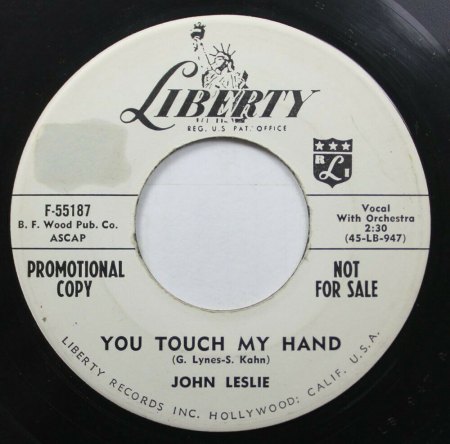 LIBERTY
REG. U.S. PAT. OFFICE
R L I
F-55187
B. F. Wood Pub. Co.
ASCAP
Vocal
With Orchestra
2:30
(45-LB-947)
PROMOTIONAL
COPY
NOT
FOR SALE
YOU TOUCH MY HAND
(G. Lynes-S. Kahn)
JOHN LESLIE
LIBERTY RECORDS INC. HOLLYWOOD; CALIF. U.S.A.